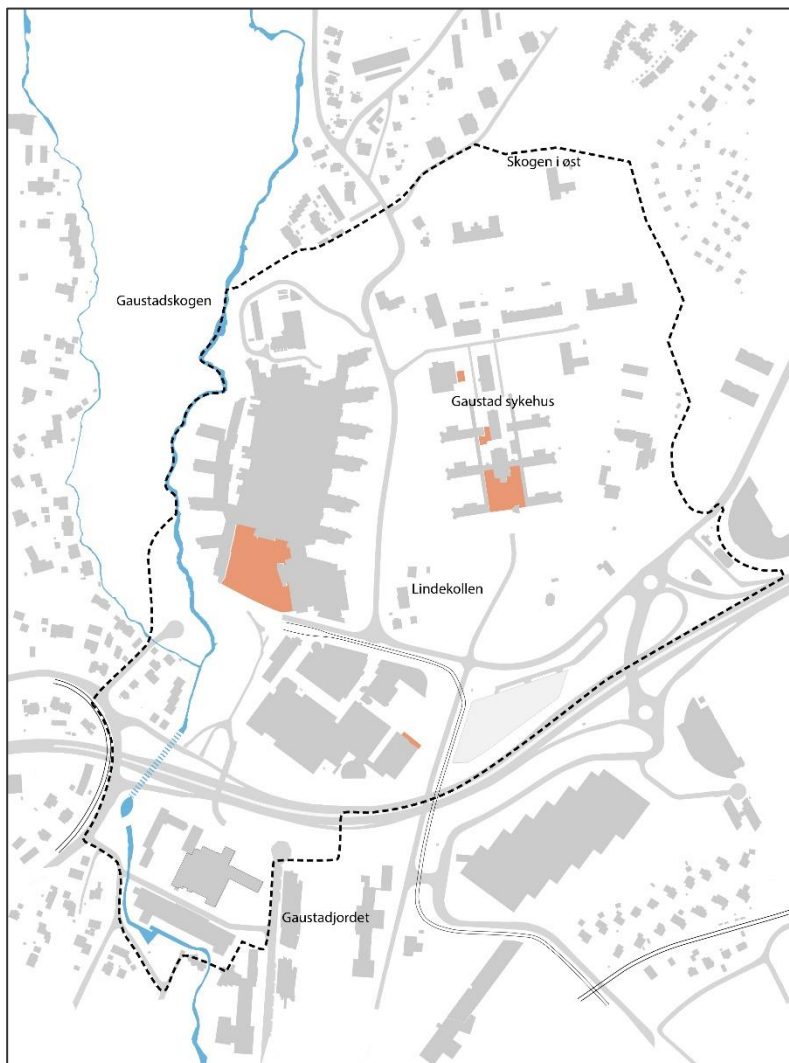 Skogen i øst
Gaustadskogen
Gaustad sykehus
Lindekollen
Gaustadjordet